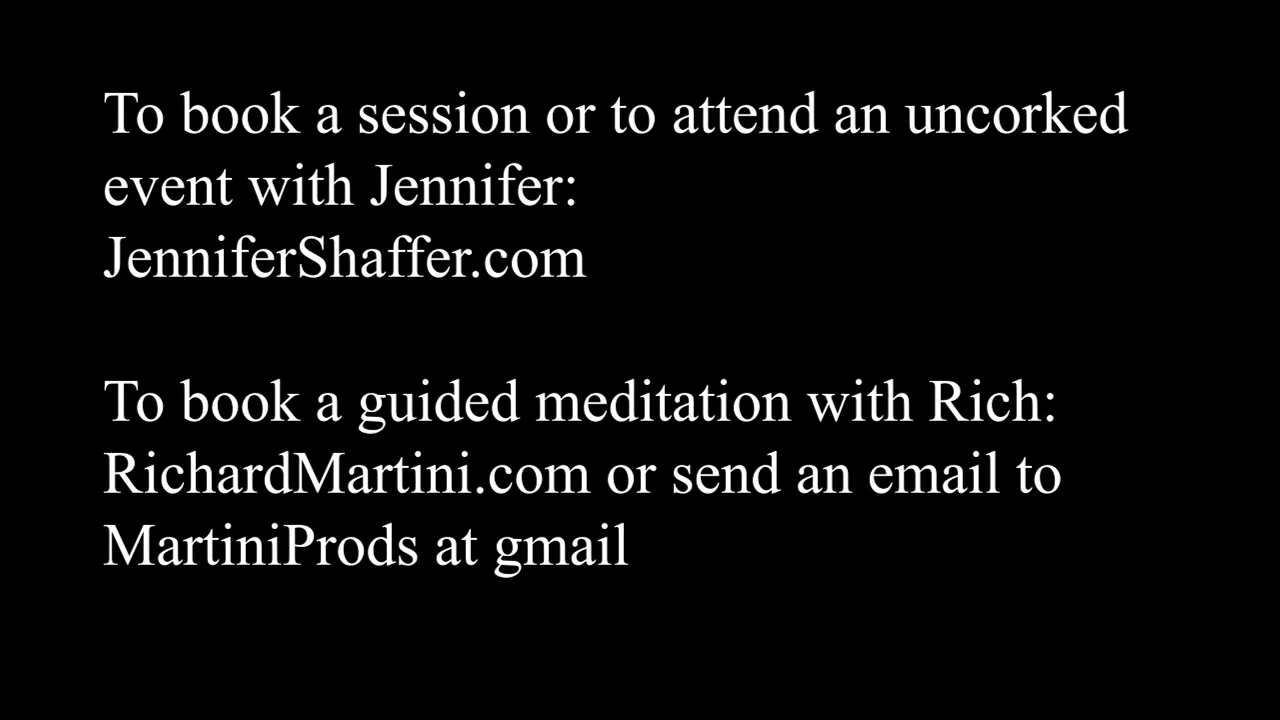 To book a session or to attend an uncorked
event with Jennifer:
JenniferShaffer.com
To book a guided meditation with Rich:
RichardMartini.com or send an email to
MartiniProds at gmail